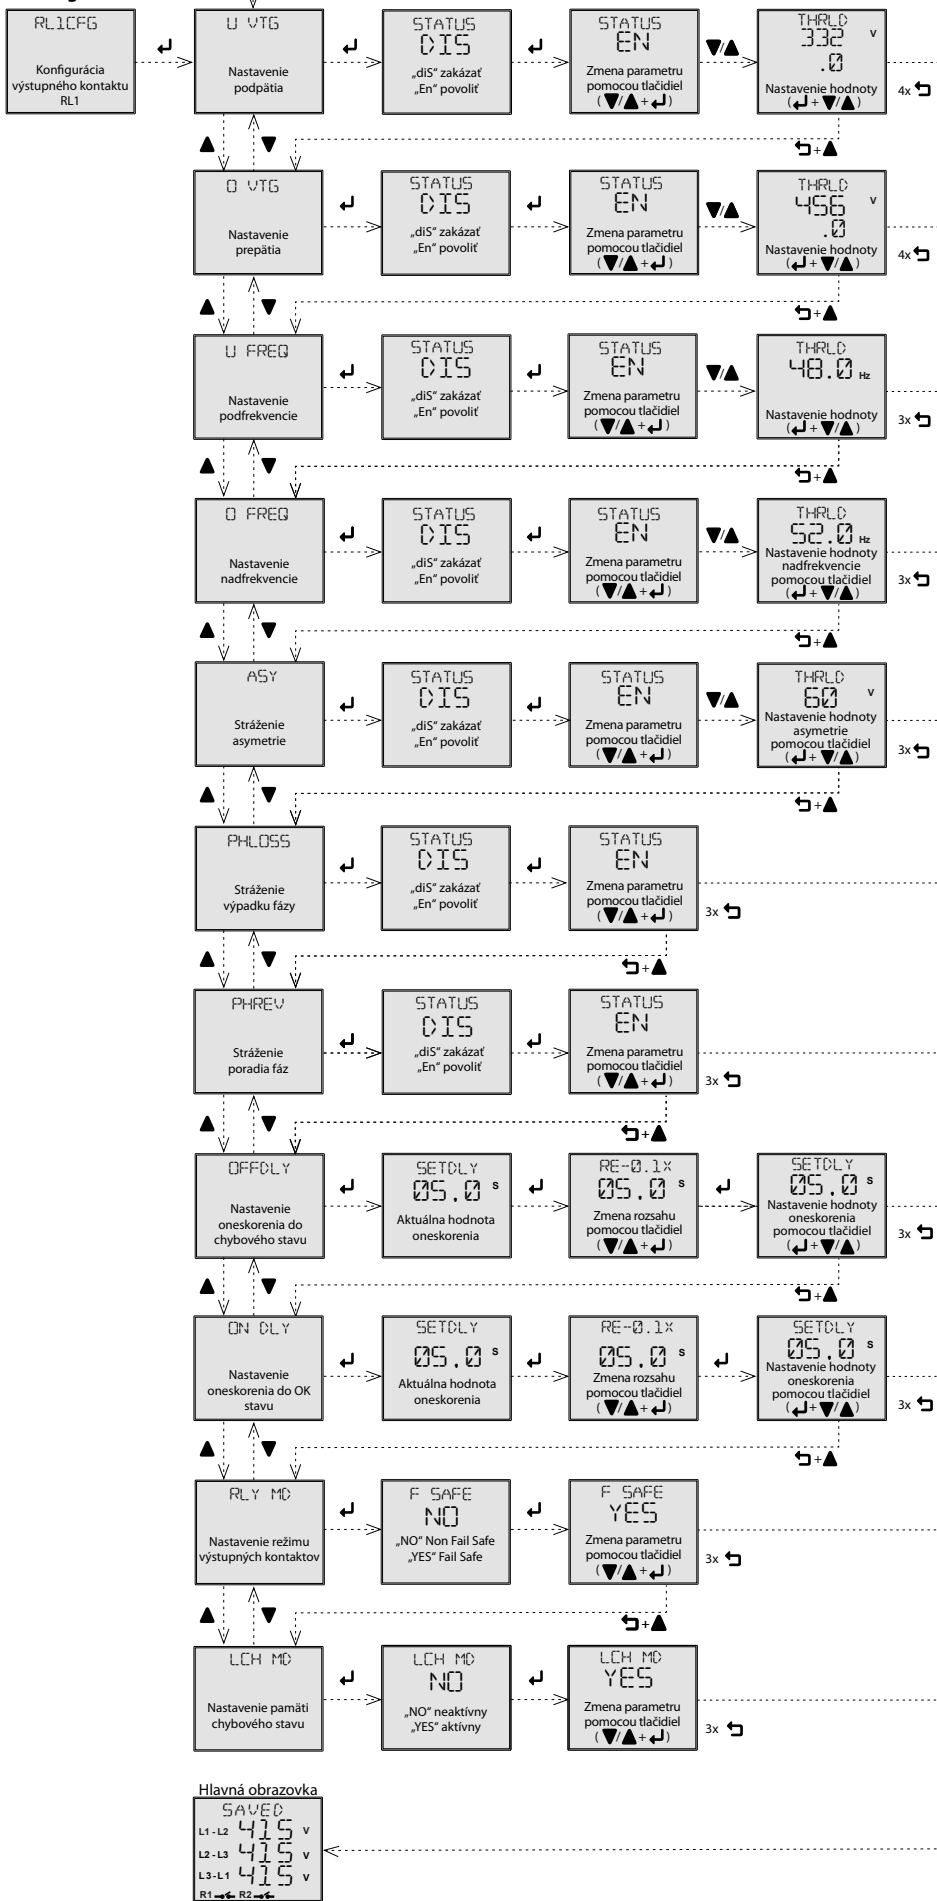 RL1CFG
Konfigurácia
výstupného kontaktu
RL1
U VTG
Nastavenie
podpätia
STATUS
DIS
„diS“ zakázať
„En“ povoliť
STATUS
EN
Zmena parametru
pomocou tlačidiel
(▼/▲ + ↵)
▼/▲
THRLD
332 V
.0
Nastavenie hodnoty
(↵ + ▼/▲)
4x
+▲
O VTG
Nastavenie
prepätia
STATUS
DIS
„diS“ zakázať
„En“ povoliť
STATUS
EN
Zmena parametru
pomocou tlačidiel
(▼/▲ + ↵)
▼/▲
THRLD
456 V
.0
Nastavenie hodnoty
(↵ + ▼/▲)
4x
+▲
U FREQ
Nastavenie
podfrekvencie
STATUS
DIS
„diS“ zakázať
„En“ povoliť
STATUS
EN
Zmena parametru
pomocou tlačidiel
(▼/▲ + ↵)
▼/▲
THRLD
48.0 Hz
Nastavenie hodnoty
(↵ + ▼/▲)
3x
+▲
O FREQ
Nastavenie
nadfrekvencie
STATUS
DIS
„diS“ zakázať
„En“ povoliť
STATUS
EN
Zmena parametru
pomocou tlačidiel
(▼/▲ + ↵)
▼/▲
THRLD
52.0 Hz
Nastavenie hodnoty
nadfrekvencie
pomocou tlačidiel
(↵ + ▼/▲)
3x
+▲
ASY
Stráženie
asymetrie
STATUS
DIS
„diS“ zakázať
„En“ povoliť
STATUS
EN
Zmena parametru
pomocou tlačidiel
(▼/▲ + ↵)
▼/▲
THRLD
60 V
Nastavenie hodnoty
asymetrie
pomocou tlačidiel
(↵ + ▼/▲)
3x
+▲
PHLOSS
Stráženie
výpadku fázy
STATUS
DIS
„diS“ zakázať
„En“ povoliť
STATUS
EN
Zmena parametru
pomocou tlačidiel
(▼/▲ + ↵)
3x
+▲
PHREV
Stráženie
poradia fáz
STATUS
DIS
„diS“ zakázať
„En“ povoliť
STATUS
EN
Zmena parametru
pomocou tlačidiel
(▼/▲ + ↵)
3x
+▲
OFFDLY
Nastavenie
oneskorenia do
chybového stavu
SETDLY
05.0 s
Aktuálna hodnota
oneskorenia
RE-0.1X
05.0 s
Zmena rozsahu
pomocou tlačidiel
(▼/▲ + ↵)
SETDLY
05.0 s
Nastavenie hodnoty
oneskorenia
pomocou tlačidiel
(↵ + ▼/▲)
3x
+▲
ON DLY
Nastavenie
oneskorenia do OK
stavu
SETDLY
05.0 s
Aktuálna hodnota
oneskorenia
RE-0.1X
05.0 s
Zmena rozsahu
pomocou tlačidiel
(▼/▲ + ↵)
SETDLY
05.0 s
Nastavenie hodnoty
oneskorenia
pomocou tlačidiel
(↵ + ▼/▲)
3x
+▲
RLY MD
Nastavenie režimu
výstupných kontaktov
F SAFE
NO
„NO“ Non Fail Safe
„YES“ Fail Safe
F SAFE
YES
Zmena parametru
pomocou tlačidiel
(▼/▲ + ↵)
3x
+▲
LCH MD
Nastavenie pamäti
chybového stavu
LCH MD
NO
„NO“ neaktívny
„YES“ aktívny
LCH MD
YES
Zmena parametru
pomocou tlačidiel
(▼/▲ + ↵)
3x
Hlavná obrazovka
SAVED
L1-L2 415 V
L2-L3 415 V
L3-L1 415 V
R1 R2